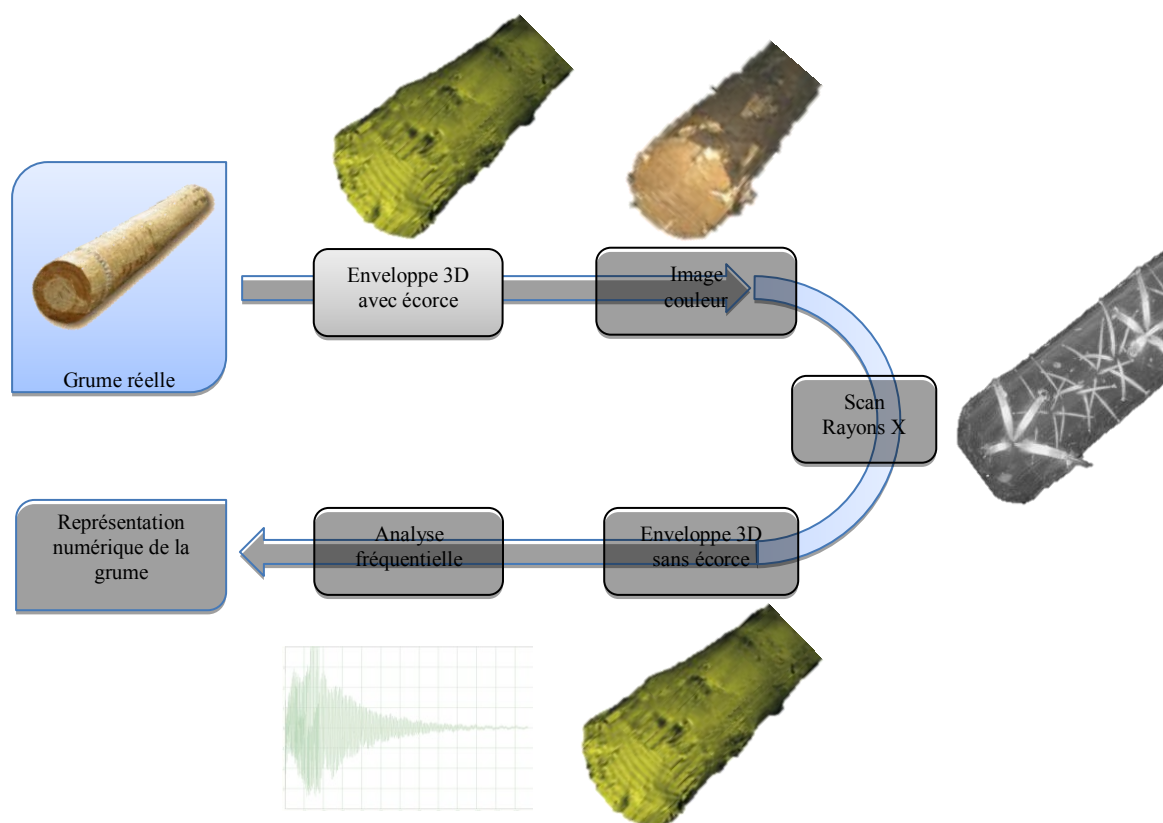 Grume réelle
Enveloppe 3D
avec écorce
Image
couleur
Scan
Rayons X
Enveloppe 3D
sans écorce
Analyse
fréquentielle
Représentation
numérique de la
grume